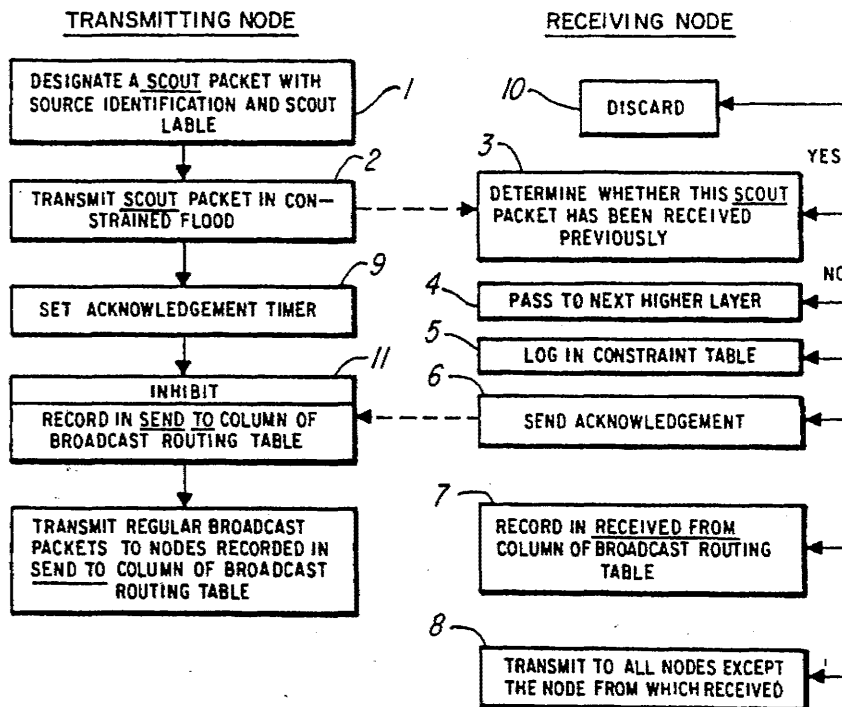 TRANSMITTING NODE
DESIGNATE A SCOUT PACKET WITH
SOURCE IDENTIFICATION AND SCOUT
LABLE
1
2
TRANSMIT SCOUT PACKET IN CON-
STRAINED FLOOD
9
SET ACKNOWLEDGEMENT TIMER
11
INHIBIT
RECORD IN SEND TO COLUMN OF
BROADCAST ROUTING TABLE
TRANSMIT REGULAR BROADCAST
PACKETS TO NODES RECORDED IN
SEND TO COLUMN OF BROADCAST
ROUTING TABLE
RECEIVING NODE
10
DISCARD
YES
3
DETERMINE WHETHER THIS SCOUT
PACKET HAS BEEN RECEIVED
PREVIOUSLY
NO
4
PASS TO NEXT HIGHER LAYER
5
LOG IN CONSTRAINT TABLE
6
SEND ACKNOWLEDGEMENT
7
RECORD IN RECEIVED FROM
COLUMN OF BROADCAST ROUTING
TABLE
8
TRANSMIT TO ALL NODES EXCEPT
THE NODE FROM WHICH RECEIVED